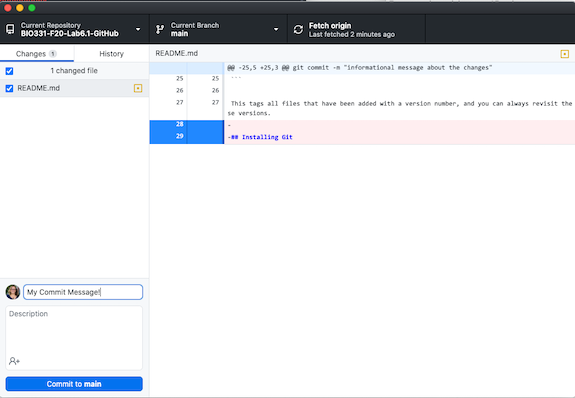 Current Repository
BIO331-F20-Lab6.1-GitHub
Current Branch
main
Fetch origin
Last fetched 2 minutes ago
Changes 1
History
1 changed file
README.md
README.md
@@ -25,5 +25,3 @@ git commit -m "informational message about the changes"
25 25 ```
26 26
27 27 This tags all files that have been added with a version number, and you can always revisit the
se versions.
28 -
29 -## Installing Git
My Commit Message!
Description
Commit to main